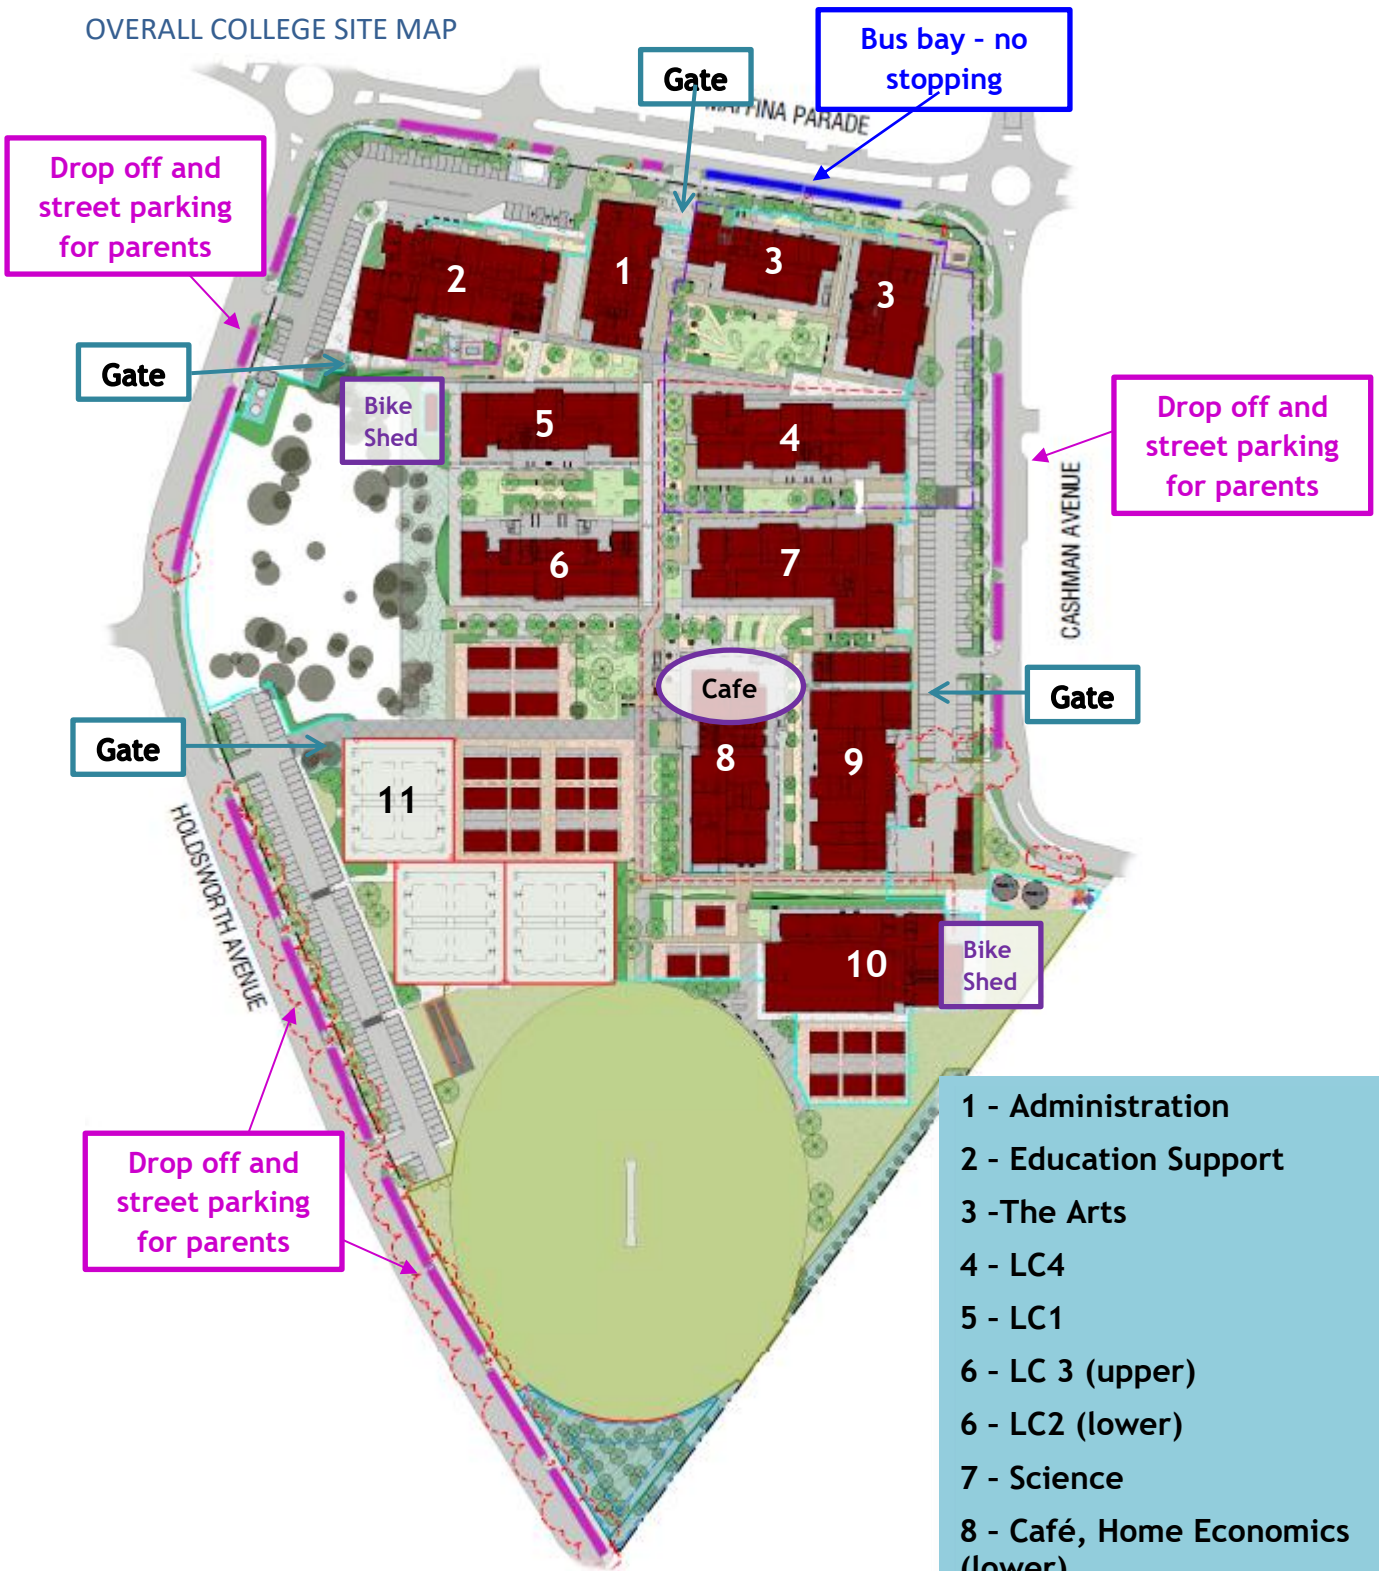 OVERALL COLLEGE SITE MAP
Bus bay - no
stopping
Gate
PARADE
Drop off and
street parking
for parents
2
1
3
3
Gate
Bike
Shed
5
4
Drop off and
street parking
for parents
CASHMAN AVENUE
6
7
Cafe
Gate
Gate
8
9
11
HOLDSWORTH AVENUE
10
Bike
Shed
Drop off and
street parking
for parents
1 - Administration
2 - Education Support
3 -The Arts
4 - LC4
5 - LC1
6 - LC 3 (upper)
6 - LC2 (lower)
7 - Science
8 - Café, Home Economics
(lower)